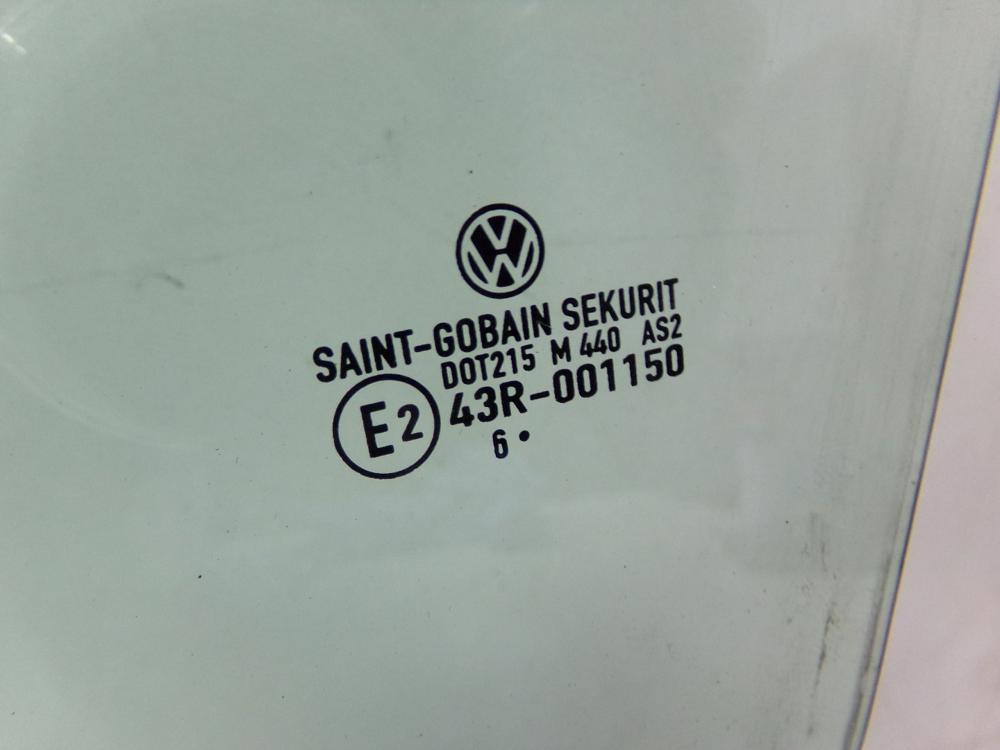 SAINT-GOBAIN SEKURIT
DOT215 M 440 AS2
E2 43R-001150
6 •